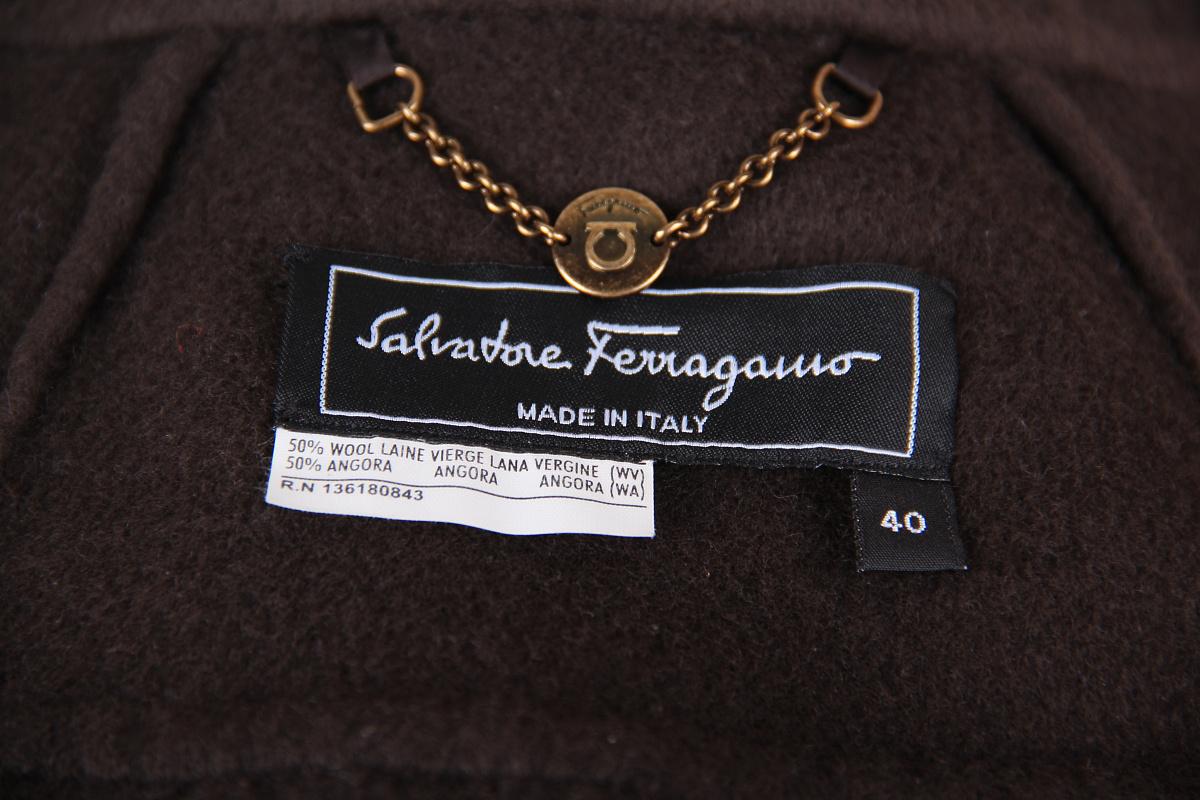 Ferragamo
Salvatore Ferragamo
MADE IN ITALY
50% WOOL LAINE VIERGE LANA VERGINE (WV)
50% ANGORA ANGORA ANGORA (WA)
R.N 136180843
40